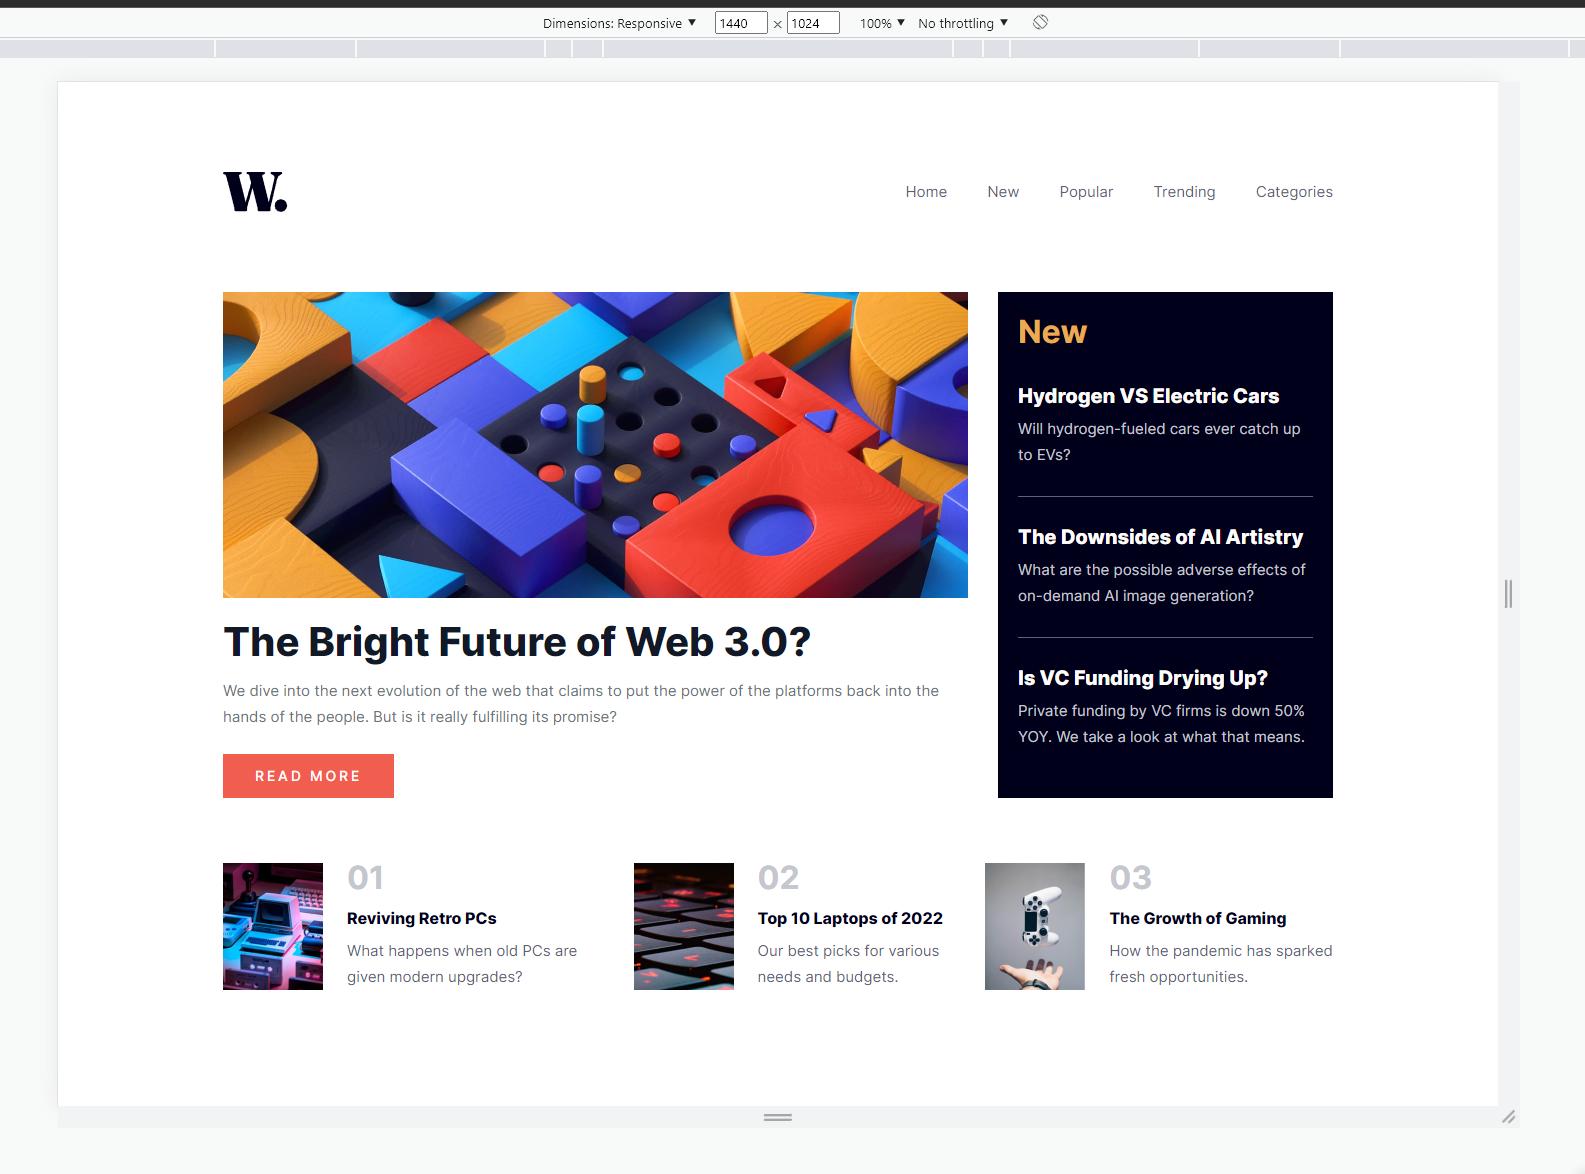 Dimensions: Responsive ▼ 1440 × 1024 100% ▼ No throttling ▼
W.
Home New Popular Trending Categories
The Bright Future of Web 3.0?
We dive into the next evolution of the web that claims to put the power of the platforms back into the
hands of the people. But is it really fulfilling its promise?
READ MORE
New
Hydrogen VS Electric Cars
Will hydrogen-fueled cars ever catch up
to EVs?
The Downsides of AI Artistry
What are the possible adverse effects of
on-demand AI image generation?
Is VC Funding Drying Up?
Private funding by VC firms is down 50%
YOY. We take a look at what that means.
01
Reviving Retro PCs
What happens when old PCs are
given modern upgrades?
02
Top 10 Laptops of 2022
Our best picks for various
needs and budgets.
03
The Growth of Gaming
How the pandemic has sparked
fresh opportunities.